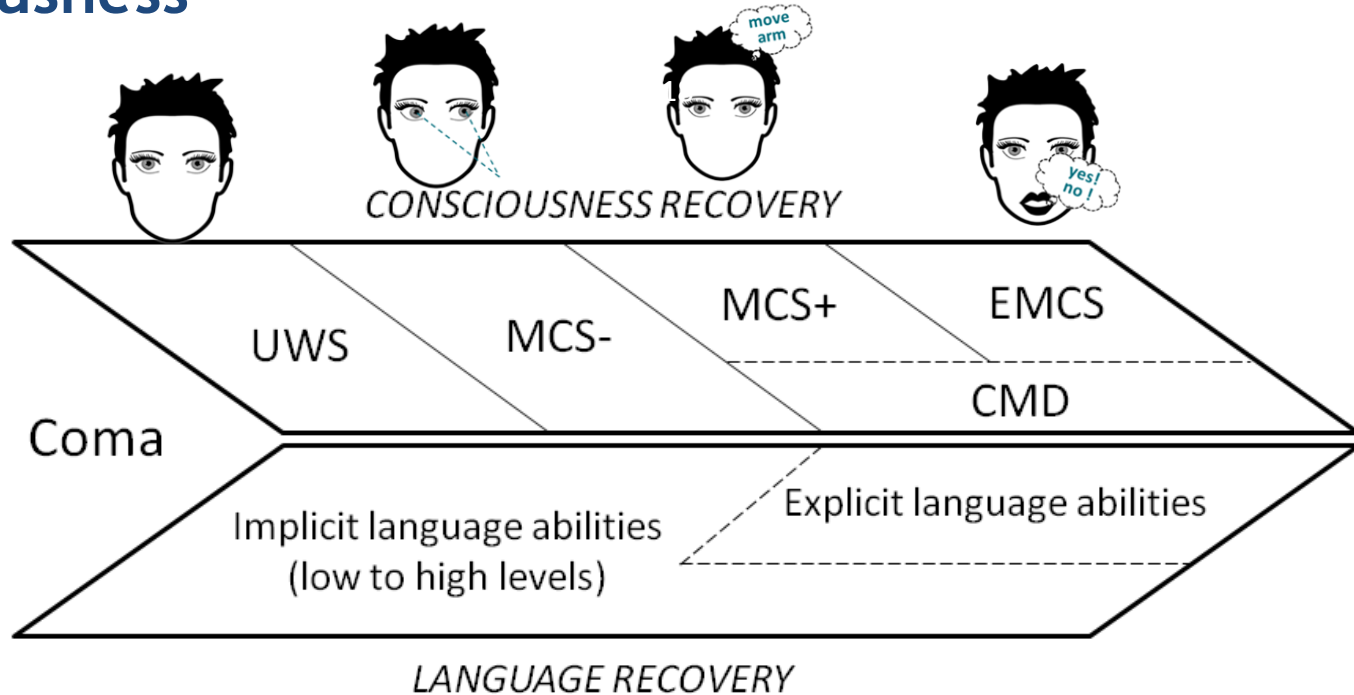 usness
move
arm
yes!
no !
CONSCIOUSNESS RECOVERY
UWS
MCS-
MCS+
EMCS
CMD
Coma
Implicit language abilities
(low to high levels)
Explicit language abilities
LANGUAGE RECOVERY